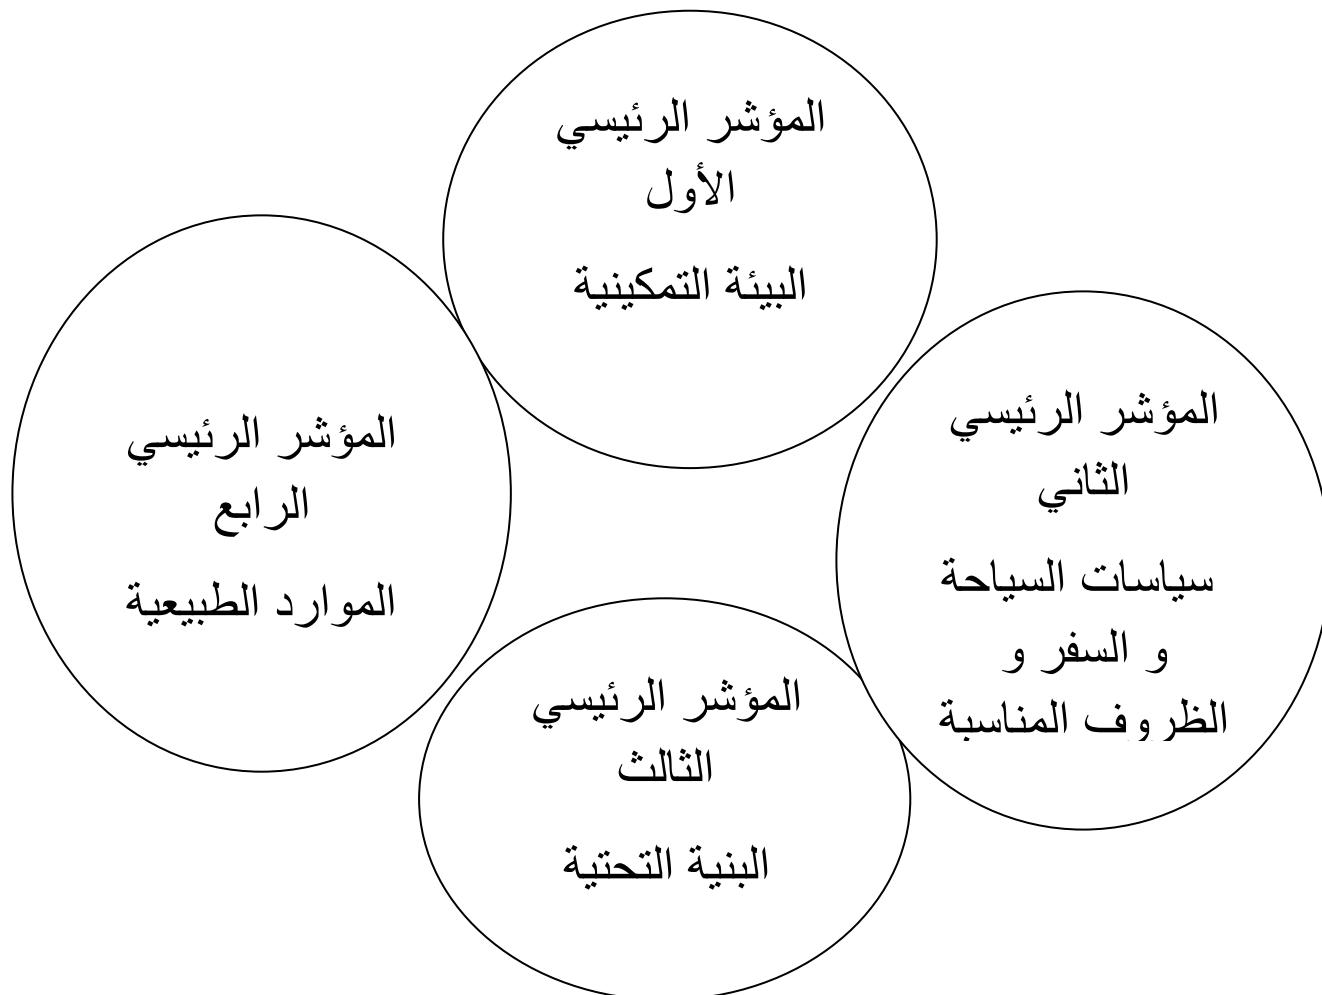 المؤشر الرئيسي
الأول
البيئة التمكينية
المؤشر الرئيسي
الثاني
سياسات السياحة
و السفر و
الظروف المناسبة
المؤشر الرئيسي
الثالث
البنية التحتية
المؤشر الرئيسي
الرابع
الموارد الطبيعية